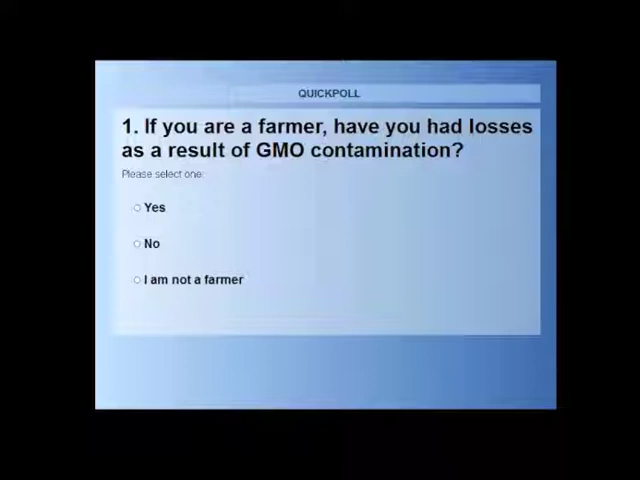 QUICKPOLL
1. If you are a farmer, have you had losses
as a result of GMO contamination?
Please select one:
Yes
No
I am not a farmer